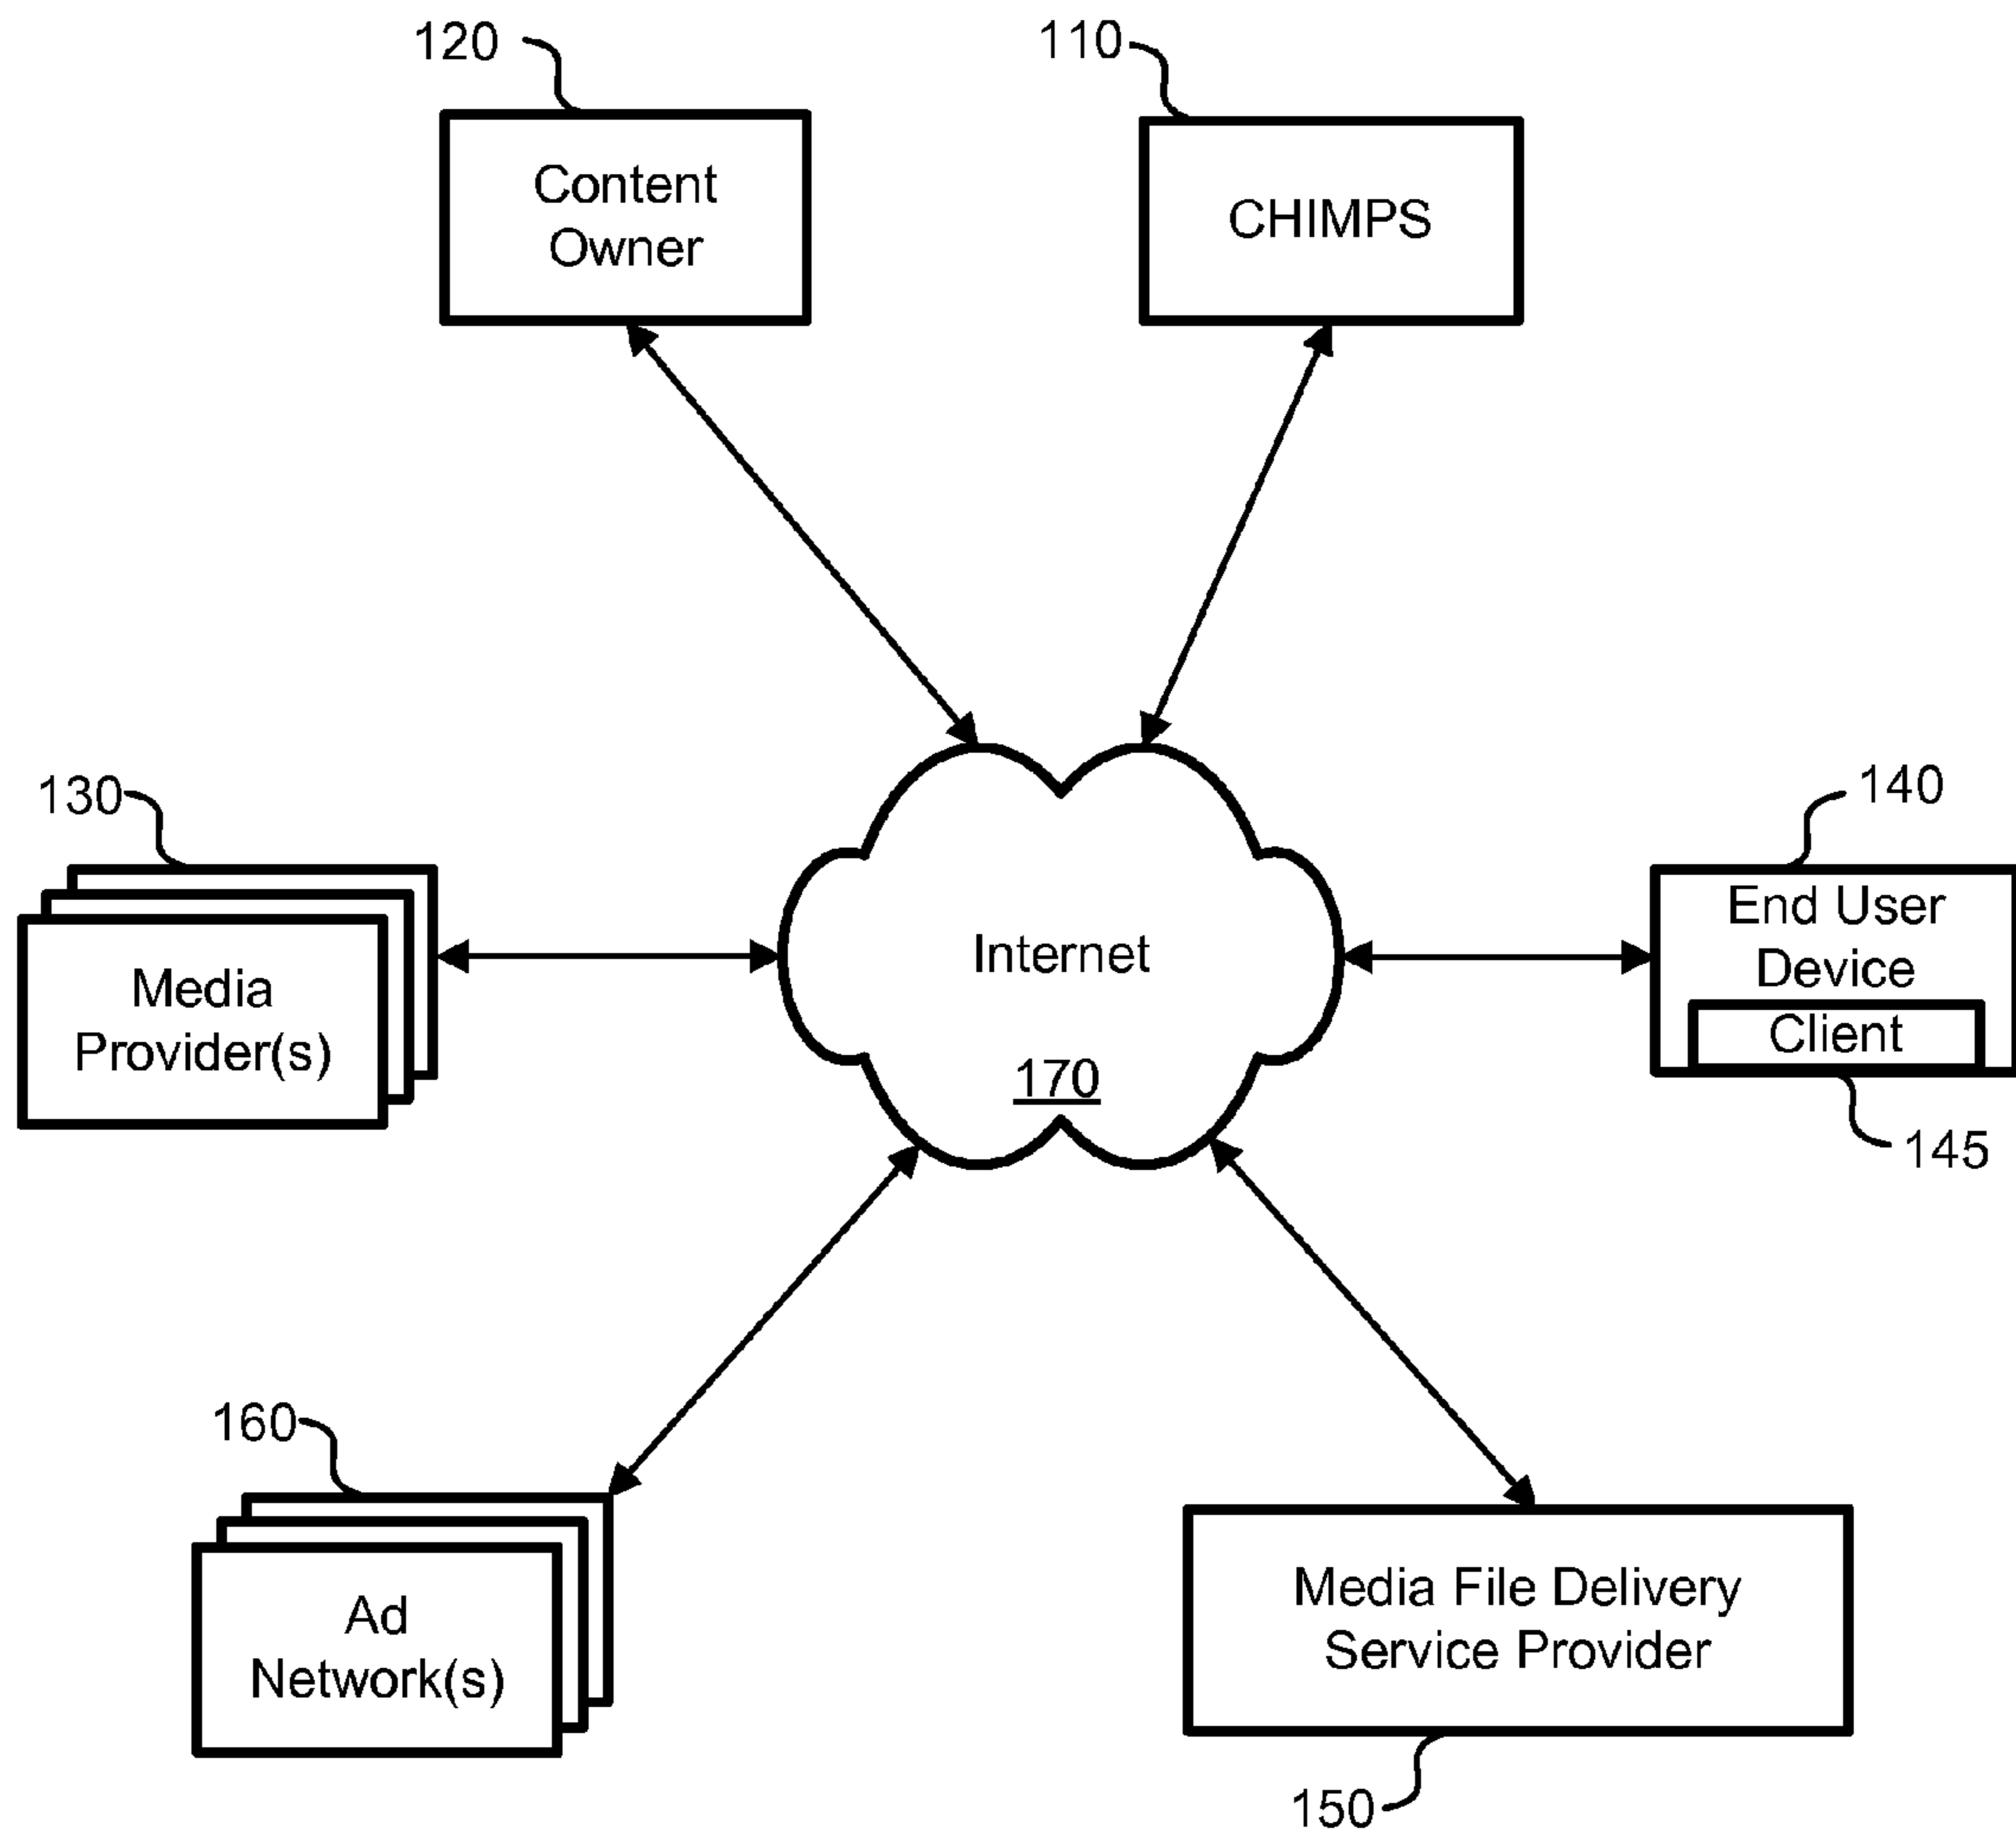 120
110
Content
Owner
CHIMPS
130
140
Media
Provider(s)
Internet
170
End User
Device
Client
145
160
Ad
Network(s)
Media File Delivery
Service Provider
150